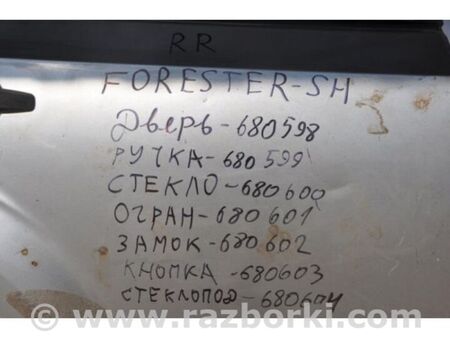 RR
FORESTER-SH
Дверь-680598
РУЧКА-680599
СТЕКЛО-680600
ОГРАН-680601
ЗАМОК-680602
КНОПКА-680603
СТЕКЛОПОД-680604
www.razborki.com